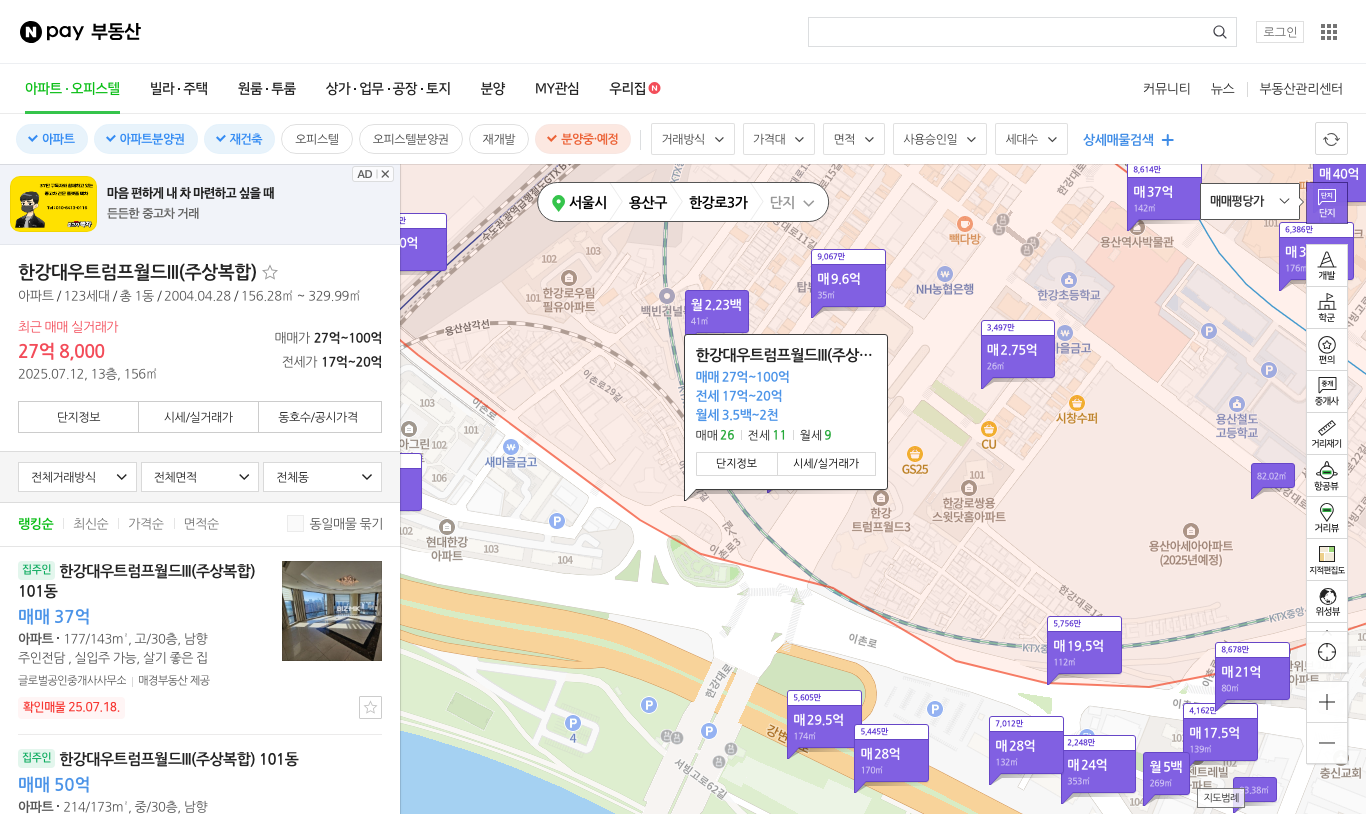 N pay 부동산
로그인
아파트·오피스텔 빌라·주택 원룸·투룸 상가·업무·공장·토지 분양 MY관심 우리집 N
커뮤니티 뉴스 부동산관리센터
아파트 아파트분양권 재건축 오피스텔 오피스텔분양권 재개발 분양중·예정 거래방식 가격대 면적 사용승인일 세대수 상세매물검색
AD
마음 편하게 내 차 마련하고 싶을 때
든든한 중고차 거래
한강대우트럼프월드Ⅲ(주상복합)
아파트 / 123세대 / 총 1동 / 2004.04.28 / 156.28㎡ ~ 329.99㎡
최근 매매 실거래가
27억 8,000
2025.07.12, 13층, 156㎡
매매가 27억~100억
전세가 17억~20억
단지정보 시세/실거래가 동호수/공시가격
전체거래방식 전체면적 전체동
랭킹순 최신순 가격순 면적순 동일매물 묶기
집주인 한강대우트럼프월드Ⅲ(주상복합)
101동
매매 37억
아파트 · 177/143㎡, 고/30층, 남향
주인전담 , 실입주 가능, 살기 좋은 집
글로벌공인중개사사무소 매경부동산 제공
확인매물 25.07.18.
집주인 한강대우트럼프월드Ⅲ(주상복합) 101동
매매 50억
아파트 · 214/173㎡, 중/30층, 남향
서울시 용산구 한강로3가 단지
매매평당가
단지
개발
학군
편의
중개
중개사
거리재기
항공뷰
거리뷰
지적편집도
위성뷰
8,614만
매37억
142㎡
매40억
6,386만
176㎡
9,067만
매9.6억
35㎡
월2.23백
41㎡
3,497만
매2.75억
26㎡
82.02㎡
한강대우트럼프월드Ⅲ(주상…
매매 27억~100억
전세 17억~20억
월세 3.5백~2천
매매 26 전세 11 월세 9
단지정보 시세/실거래가
5,756만
매19.5억
112㎡
8,678만
매21억
80㎡
5,605만
매29.5억
174㎡
5,445만
매28억
170㎡
7,012만
매28억
132㎡
2,248만
매24억
353㎡
4,162만
매17.5억
139㎡
월5백
269㎡
지도범례
빽다방
용산역사박물관
NH농협은행
한강초등학교
102
103
101
한강로우림
필유아파트
용산삼각선
이촌로29길
이촌로
103
102
106
새마을금고
시창수퍼
CU
GS25
용산철도
고등학교
101
한강로쌍용
스윗닷홈아파트
한강
트럼프월드3
용산아세아아파트
(2025년예정)
현대한강
아파트
103
104
102
이촌로
서빙고로62길
충신교회